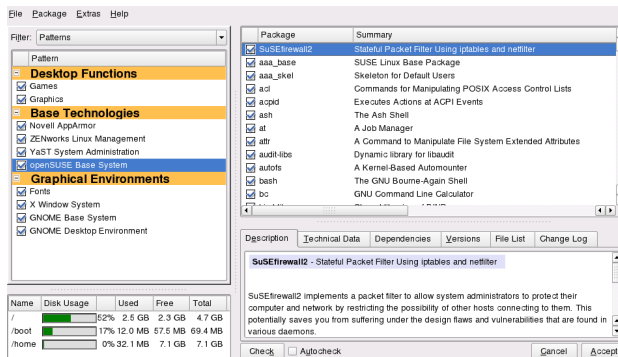 File Package Extras Help
Filter: Patterns
Pattern
Desktop Functions
Games
Graphics
Base Technologies
Novell AppArmor
ZENworks Linux Management
YaST System Administration
openSUSE Base System
Graphical Environments
Fonts
X Window System
GNOME Base System
GNOME Desktop Environment
Name Disk Usage Used Free Total
/ 52% 2.5 GB 2.3 GB 4.7 GB
/boot 17% 12.0 MB 57.5 MB 69.4 MB
/home 0% 32.1 MB 7.1 GB 7.1 GB
Package Summary
SuSEfirewall2 Stateful Packet Filter Using iptables and netfilter
aaa_base SUSE Linux Base Package
aaa_skel Skeleton for Default Users
acl Commands for Manipulating POSIX Access Control Lists
acpid Executes Actions at ACPI Events
ash The Ash Shell
at A Job Manager
attr A Command to Manipulate File System Extended Attributes
audit-libs Dynamic library for libaudit
autofs A Kernel-Based Automounter
bash The GNU Bourne-Again Shell
bc GNU Command Line Calculator
Description Technical Data Dependencies Versions File List Change Log
SuSEfirewall2 - Stateful Packet Filter Using iptables and netfilter
SuSEfirewall2 implements a packet filter to allow system administrators to protect their
computer and network by restricting the possibility of other hosts connecting to them. This
potentially saves you from suffering under the design flaws and vulnerabilities that are found in
various daemons.
Check Autocheck Cancel Accept